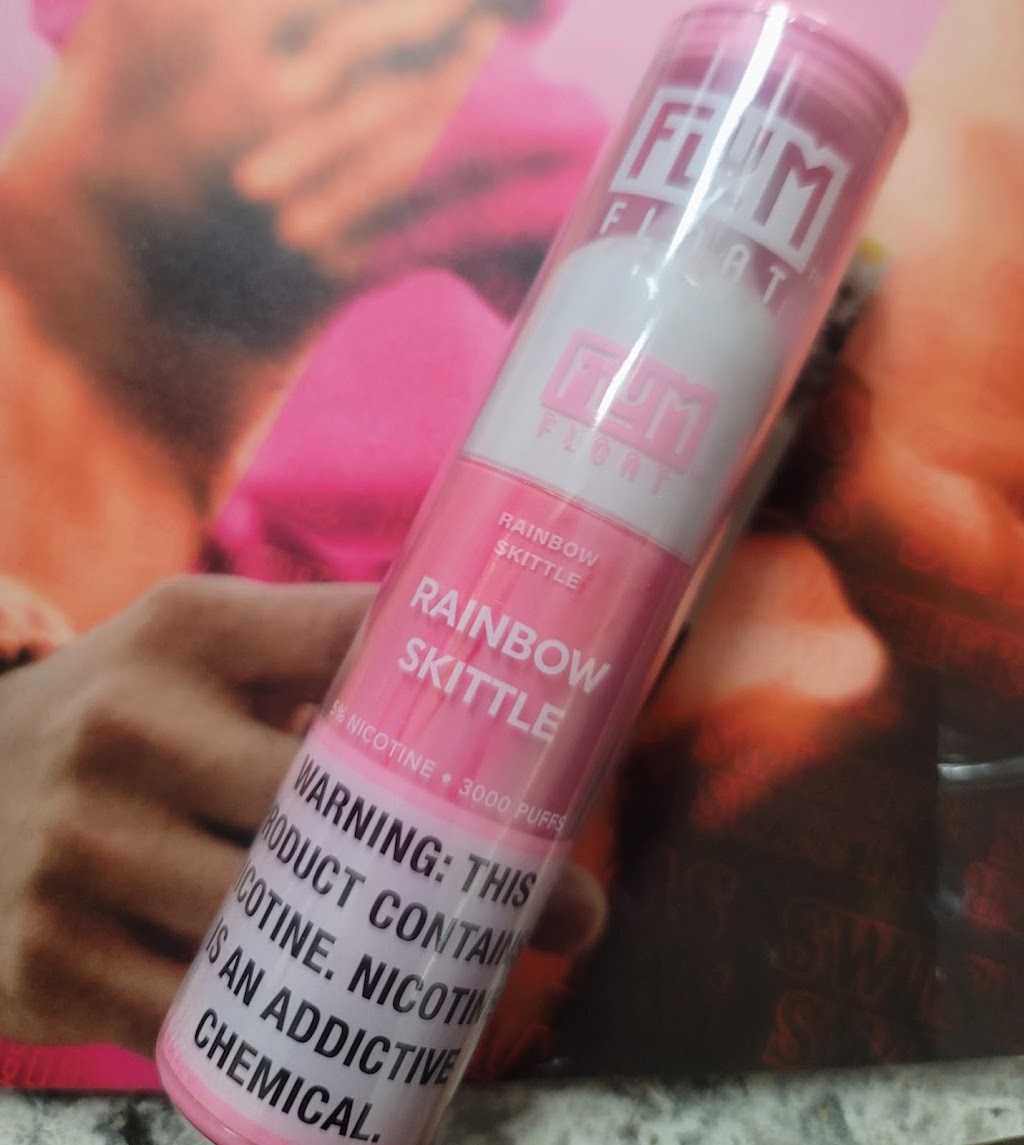 FLUM
FLOAT
FLUM
FLOAT
RAINBOW
SKITTLE
RAINBOW
SKITTLE
5% NICOTINE • 3000 PUFFS
WARNING: THIS
PRODUCT CONTAINS
NICOTINE. NICOTINE
IS AN ADDICTIVE
CHEMICAL.